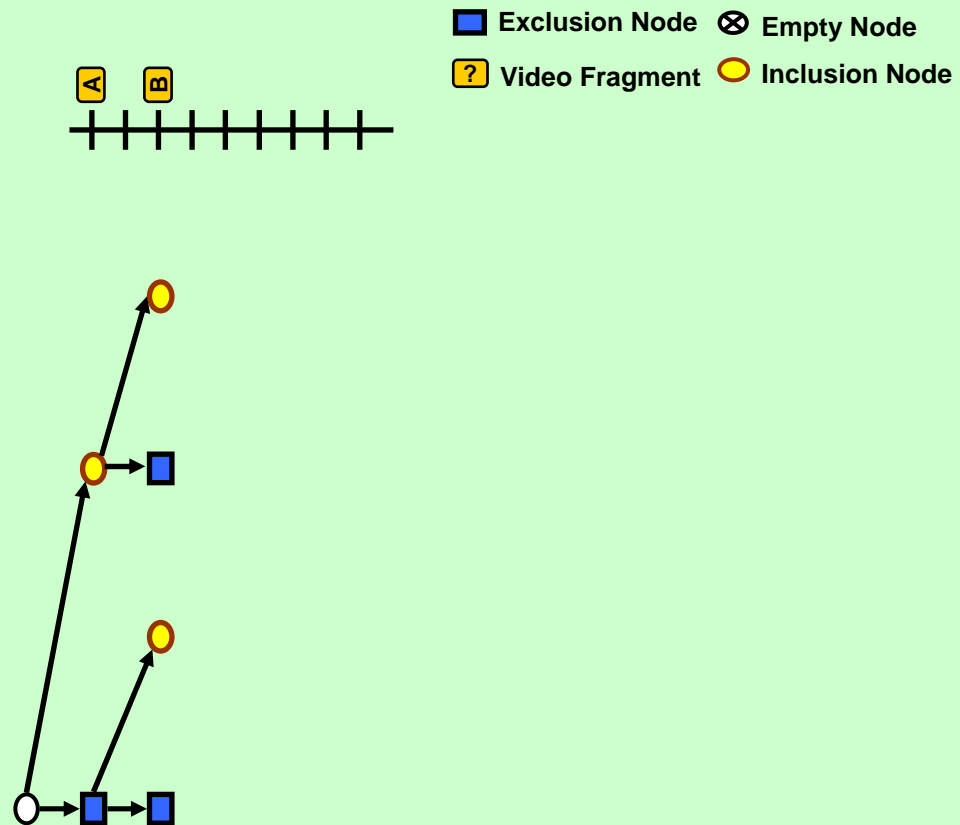 Exclusion Node
Empty Node
? Video Fragment
Inclusion Node
A
B